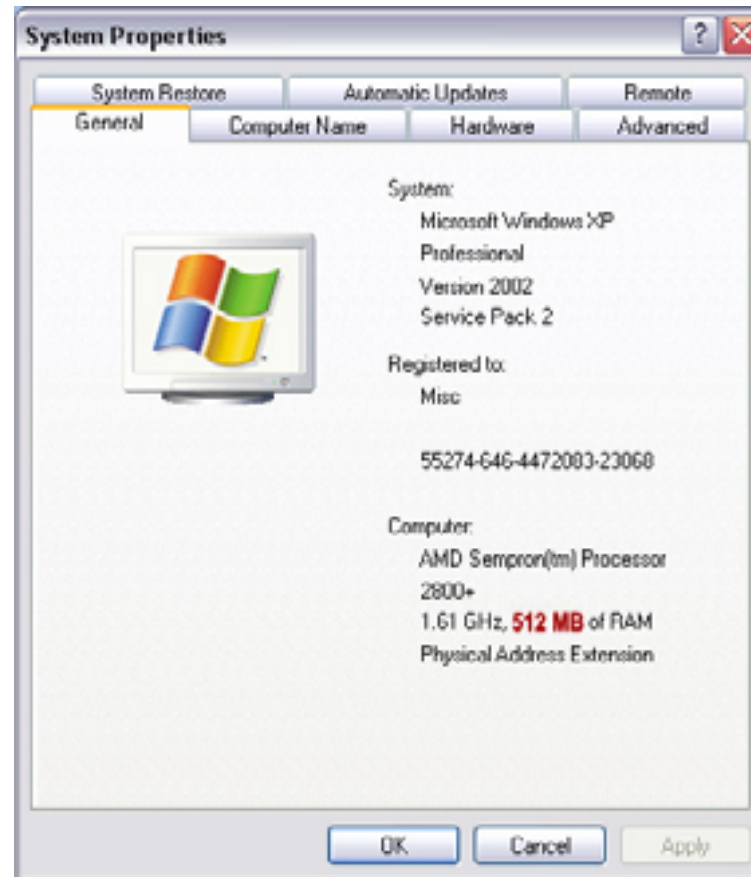 System Properties
System Restore Automatic Updates Remote
General Computer Name Hardware Advanced
System:
Microsoft Windows XP
Professional
Version 2002
Service Pack 2
Registered to:
Misc
55274-646-4472083-23068
Computer:
AMD Sempron(tm) Processor
2800+
1.61 GHz, 512 MB of RAM
Physical Address Extension
OK Cancel Apply